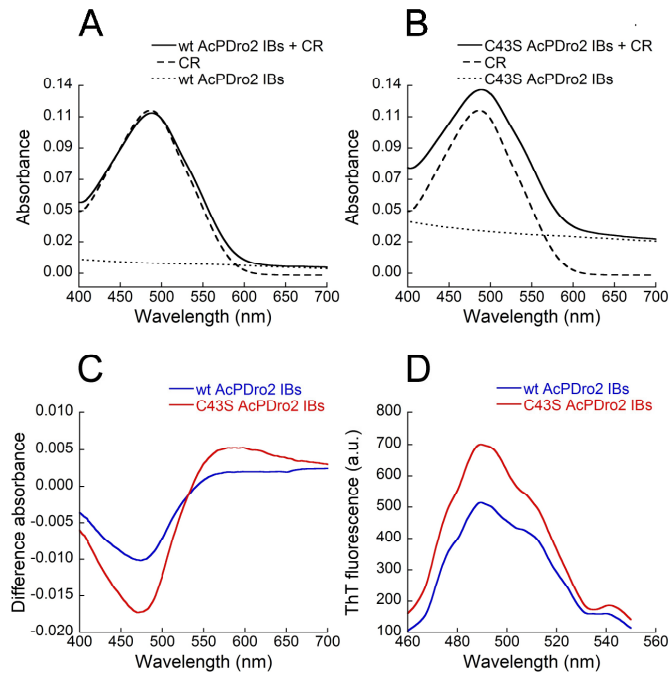 A
wt AcPDro2 IBs + CR
CR
wt AcPDro2 IBs
0.14
0.11
0.09
0.07
0.05
0.02
0.00
Absorbance
400 450 500 550 600 650 700
Wavelength (nm)
B
C43S AcPDro2 IBs + CR
CR
C43S AcPDro2 IBs
0.14
0.11
0.09
0.07
0.05
0.02
0.00
Absorbance
400 450 500 550 600 650 700
Wavelength (nm)
C
wt AcPDro2 IBs
C43S AcPDro2 IBs
0.010
0.005
0.000
-0.005
-0.010
-0.015
-0.020
Difference absorbance
400 450 500 550 600 650 700
Wavelength (nm)
D
wt AcPDro2 IBs
C43S AcPDro2 IBs
800
700
600
500
400
300
200
100
ThT fluorescence (a.u.)
460 480 500 520 540 560
Wavelength (nm)